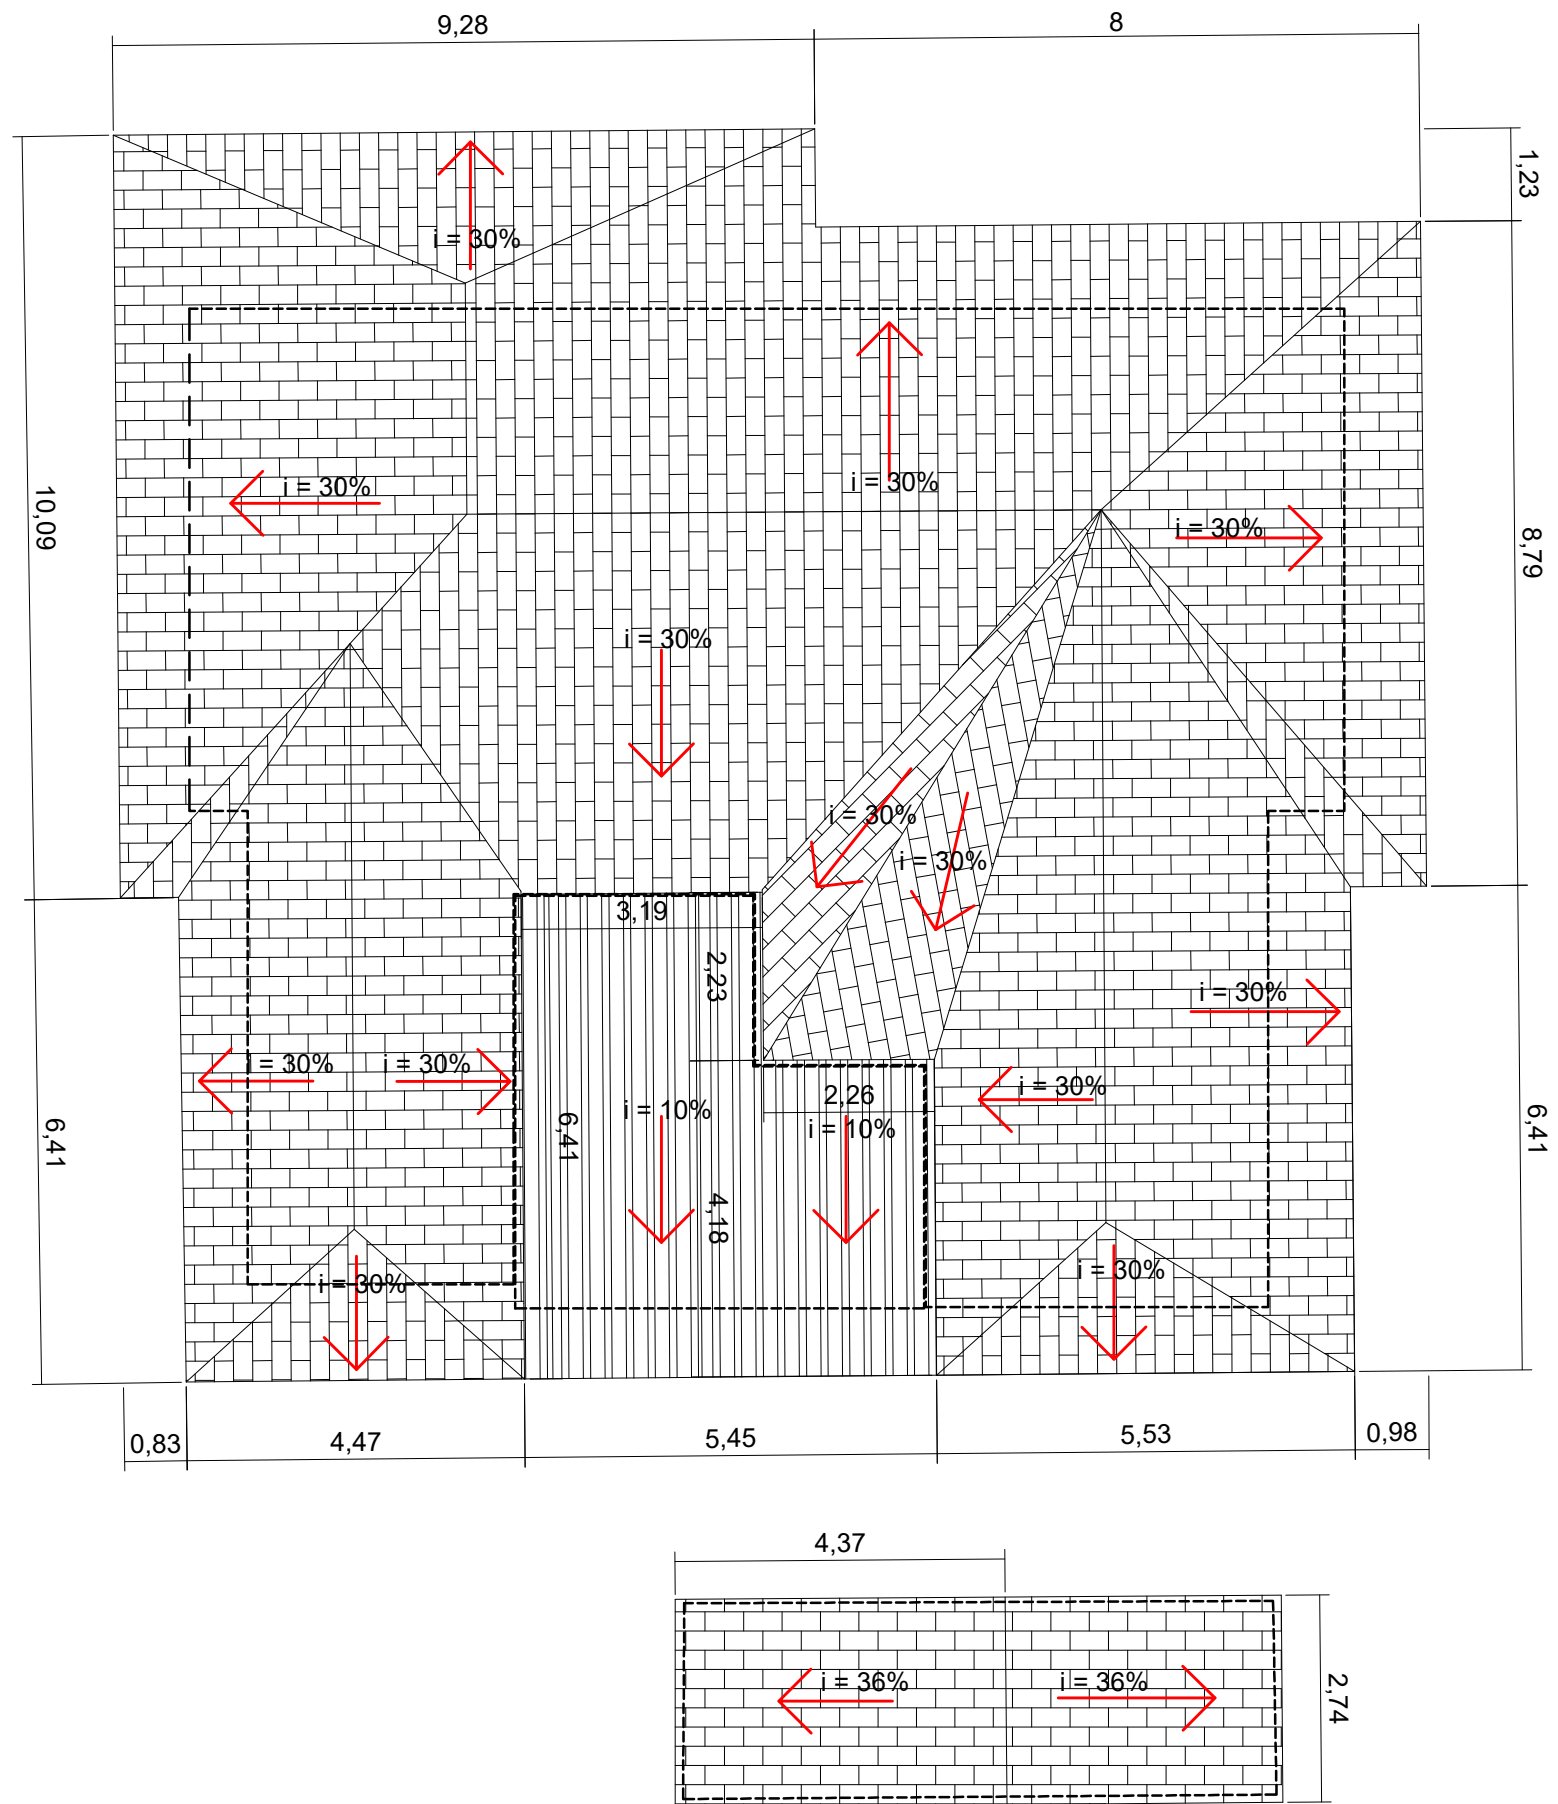 9,28
8
1,23
i = 30%
i = 30%
i = 30%
10,09
i = 30%
8,79
i = 30%
i = 30%
i = 30%
3,19
2,23
i = 30%
= 30%
i = 30%
6,41
6,41
i = 10%
2,26
i = 10%
i = 30%
6,41
4,18
i = 30%
i = 30%
0,83
4,47
5,45
5,53
0,98
4,37
i = 36%
i = 36%
2,74